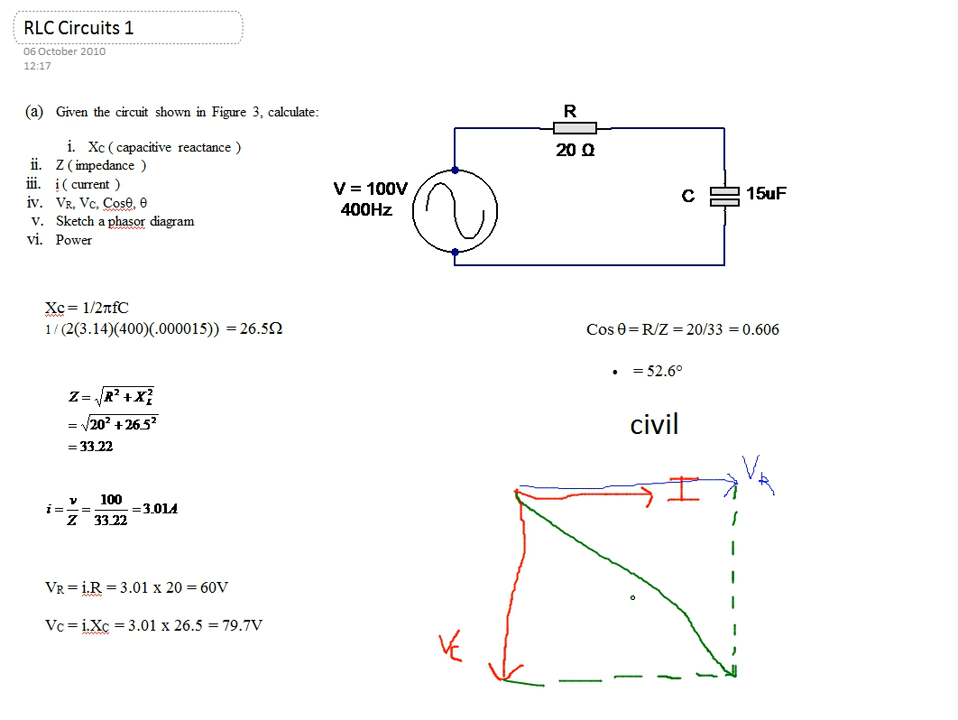 RLC Circuits 1
06 October 2010
12:17
(a) Given the circuit shown in Figure 3, calculate:
i. XC ( capacitive reactance )
ii. Z ( impedance )
iii. i ( current )
iv. VR, VC, Cosθ, θ
v. Sketch a phasor diagram
vi. Power
R
20 Ω
V = 100V
400Hz
C
15uF
Xc = 1/2πfC
1 / (2(3.14)(400)(.000015)) = 26.5Ω
Z = √R² + X_L²
= √20² + 26.5²
= 33.22
i = v/Z = 100/33.22 = 3.01A
VR = i.R = 3.01 x 20 = 60V
VC = i.XC = 3.01 x 26.5 = 79.7V
Cos θ = R/Z = 20/33 = 0.606
• = 52.6°
civil
VR
I
VC